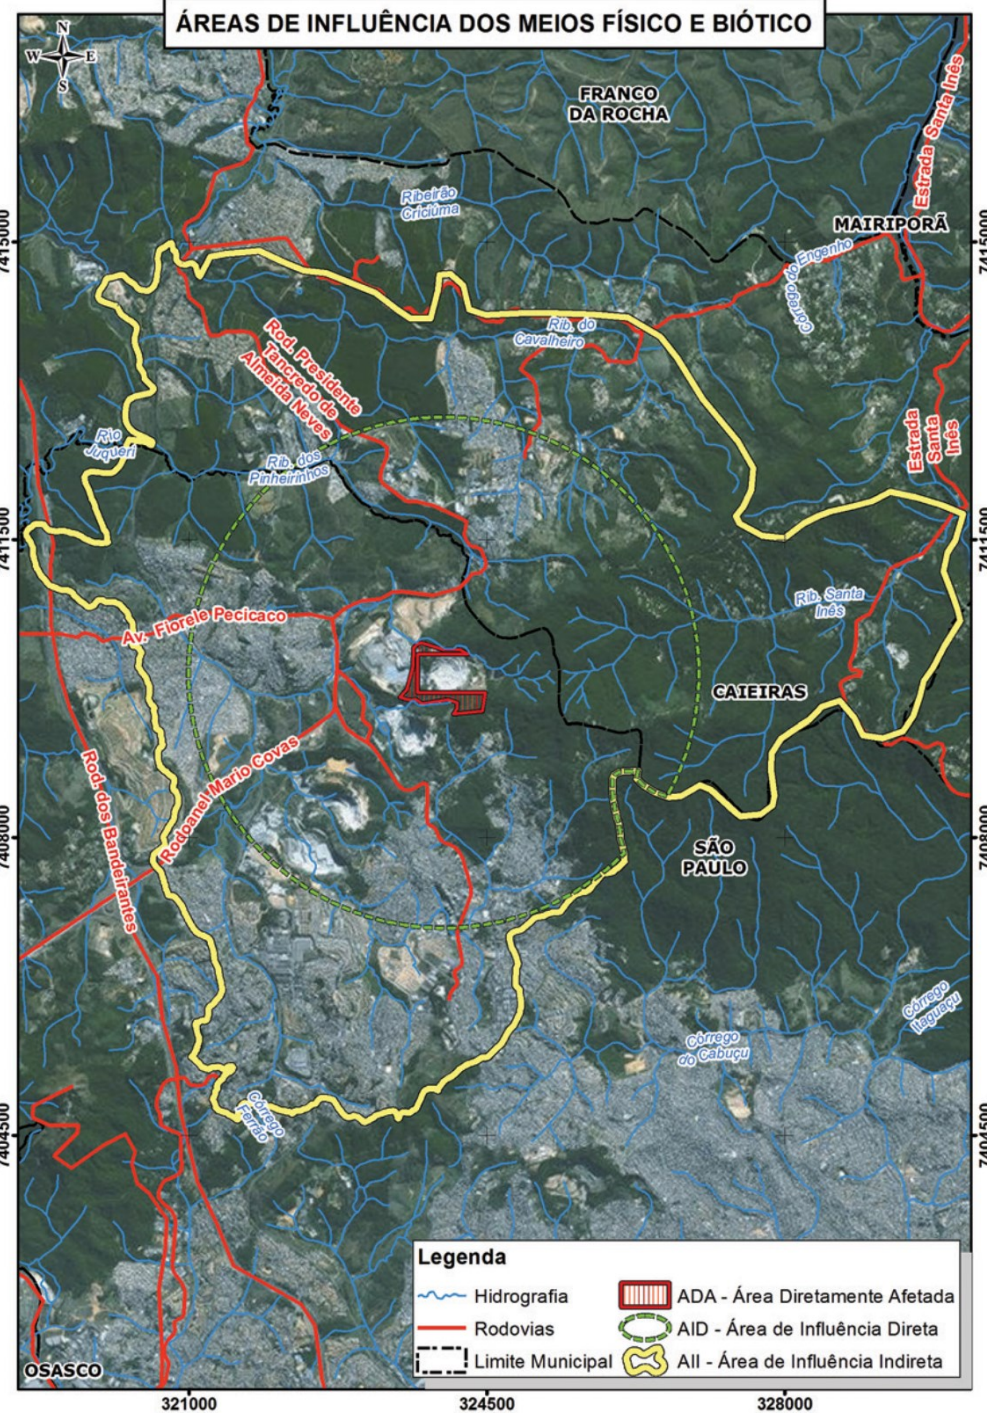 ÁREAS DE INFLUÊNCIA DOS MEIOS FÍSICO E BIÓTICO
N
W E
S
FRANCO
DA ROCHA
Estrada Santa Inês
Ribeirão
Criciúma
MAIRIPORÃ
7415000
7415000
Córrego do Engenho
Rib. do
Cavalheiro
Rod. Presidente
Tancredo de
Almeida Neves
Estrada
Santa
Inês
Rio
Juqueri
Rib. dos
Pinheirinhos
7411500
7411500
Rib. Santa
Inês
Av. Fiorele Pecicaco
CAIEIRAS
Rodoanel Mario Covas
Rod. dos Bandeirantes
7408000
7408000
SÃO
PAULO
Córrego
Itaguaçu
Córrego
do Cabuçu
Córrego
Ferrão
7404500
7404500
Legenda
Hidrografia
Rodovias
Limite Municipal
ADA - Área Diretamente Afetada
AID - Área de Influência Direta
AII - Área de Influência Indireta
OSASCO
321000
324500
328000